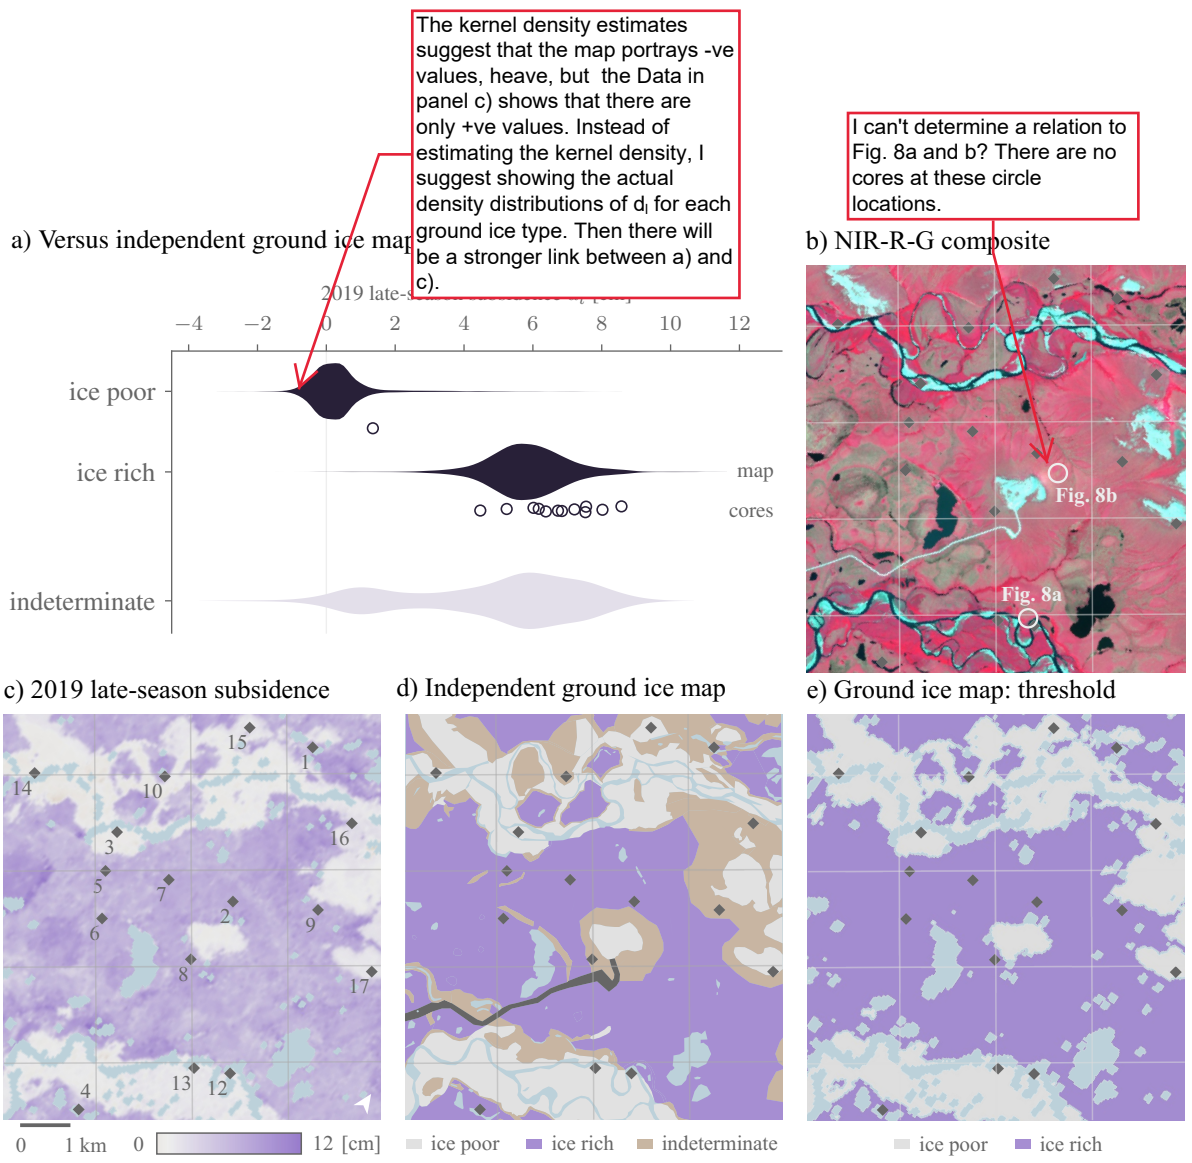 The kernel density estimates
suggest that the map portrays -ve
values, heave, but  the Data in
panel c) shows that there are
only +ve values. Instead of
estimating the kernel density, I
suggest showing the actual
density distributions of dl for each
ground ice type. Then there will
be a stronger link between a) and
c).
I can't determine a relation to
Fig. 8a and b? There are no
cores at these circle
locations.
a) Versus independent ground ice map
2019 late-season subsidence [cm]
−4 −2 0 2 4 6 8 10 12
ice poor
ice rich
map
cores
indeterminate
b) NIR-R-G composite
Fig. 8b
Fig. 8a
c) 2019 late-season subsidence
15
1
14
10
3
16
5
7
2
6
9
8
17
13
12
4
0 1 km
0 12 [cm]
d) Independent ground ice map
ice poor ice rich indeterminate
e) Ground ice map: threshold
ice poor ice rich